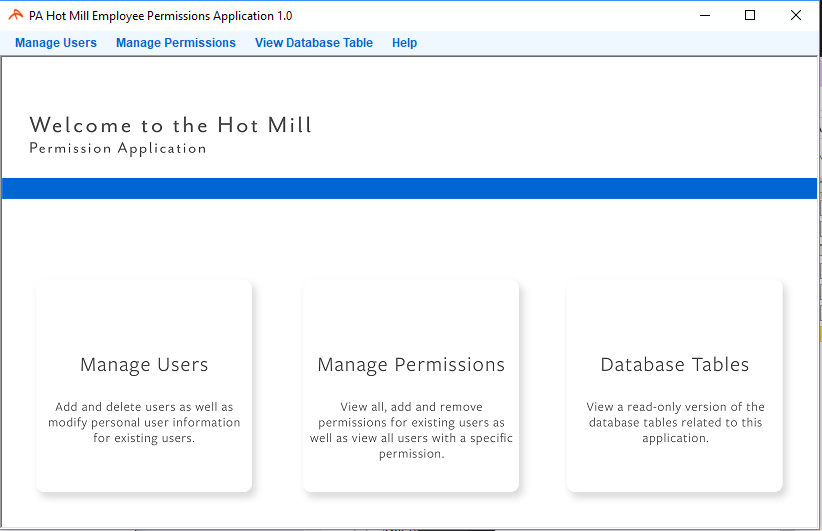 PA Hot Mill Employee Permissions Application 1.0
Manage Users Manage Permissions View Database Table Help
Welcome to the Hot Mill
Permission Application
Manage Users
Add and delete users as well as
modify personal user information
for existing users.
Manage Permissions
View all, add and remove
permissions for existing users as
well as view all users with a specific
permission.
Database Tables
View a read-only version of the
database tables related to this
application.